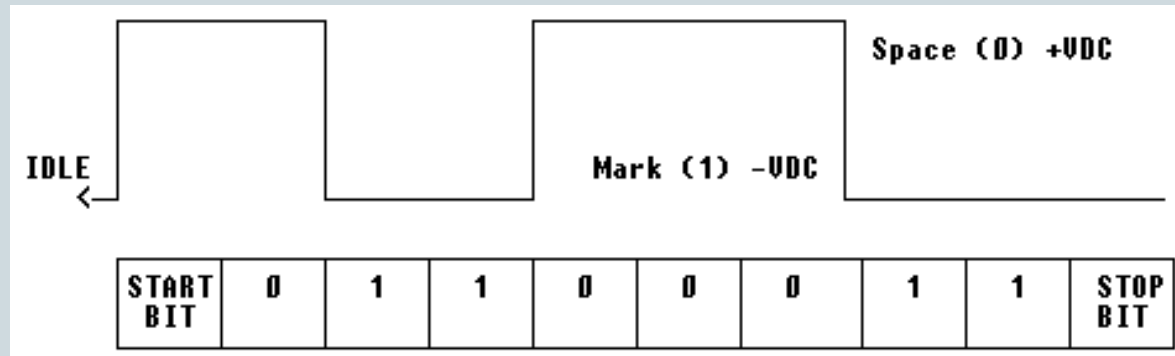 Space (0) +VDC
IDLE
Mark (1) -VDC
START BIT 0 1 1 0 0 0 1 1 STOP BIT